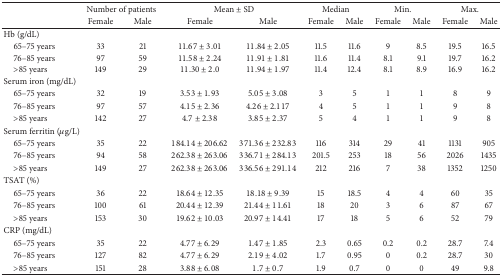 Number of patients Mean ± SD Median Min. Max.
Female Male Female Male Female Male Female Male Female Male
Hb (g/dL)
65–75 years 33 21 11.67 ± 3.01 11.84 ± 2.05 11.5 11.6 9 8.5 19.5 16.5
76–85 years 97 59 11.58 ± 2.24 11.91 ± 1.81 11.6 11.4 8.1 9.1 19.7 16.2
>85 years 149 29 11.30 ± 2.0 11.94 ± 1.97 11.4 12.4 8.1 8.9 16.9 16.2
Serum iron (mg/dL)
65–75 years 32 19 3.53 ± 1.93 5.05 ± 3.08 3 5 1 1 8 9
76–85 years 97 57 4.15 ± 2.36 4.26 ± 2.117 4 5 1 1 9 8
>85 years 142 27 4.7 ± 2.38 3.85 ± 2.37 5 4 1 1 9 8
Serum ferritin (μg/L)
65–75 years 35 22 184.14 ± 206.62 371.36 ± 232.83 116 314 29 41 1131 905
76–85 years 94 58 262.38 ± 263.06 336.71 ± 284.13 201.5 253 18 56 2026 1435
>85 years 149 27 262.38 ± 263.06 336.56 ± 291.14 212 216 7 38 1352 1250
TSAT (%)
65–75 years 36 22 18.64 ± 12.35 18.18 ± 9.39 15 18.5 4 4 60 35
76–85 years 100 61 20.44 ± 12.39 21.44 ± 11.61 18 20 3 6 87 67
>85 years 153 30 19.62 ± 10.03 20.97 ± 14.41 17 18 5 6 52 79
CRP (mg/dL)
65–75 years 35 22 4.77 ± 6.29 1.47 ± 1.85 2.3 0.65 0.2 0.2 28.7 7.4
76–85 years 127 82 4.77 ± 6.29 2.19 ± 4.02 1.7 0.95 0 0.2 28.7 30
>85 years 151 28 3.88 ± 6.08 1.7 ± 0.7 1.9 0.7 0 0 49 9.8